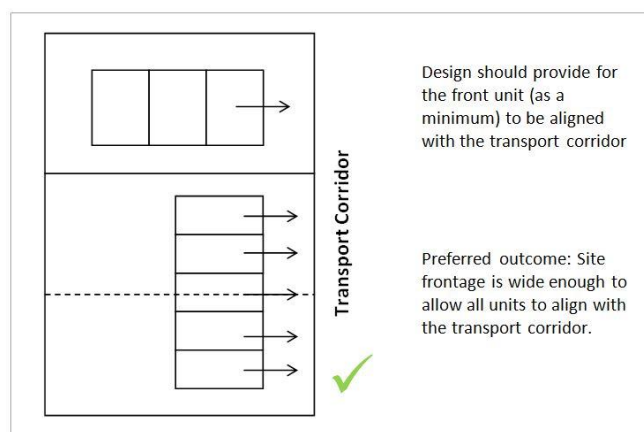 Design should provide for
the front unit (as a
minimum) to be aligned
with the transport corridor
Transport Corridor
Preferred outcome: Site
frontage is wide enough to
allow all units to align with
the transport corridor.